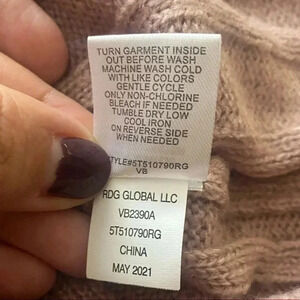 TURN GARMENT INSIDE
OUT BEFORE WASH
MACHINE WASH COLD
WITH LIKE COLORS
GENTLE CYCLE
ONLY NON-CHLORINE
BLEACH IF NEEDED
TUMBLE DRY LOW
COOL IRON
ON REVERSE SIDE
WHEN NEEDED
STYLE#5T510790RG
VB
RDG GLOBAL LLC
VB2390A
5T510790RG
CHINA
MAY 2021